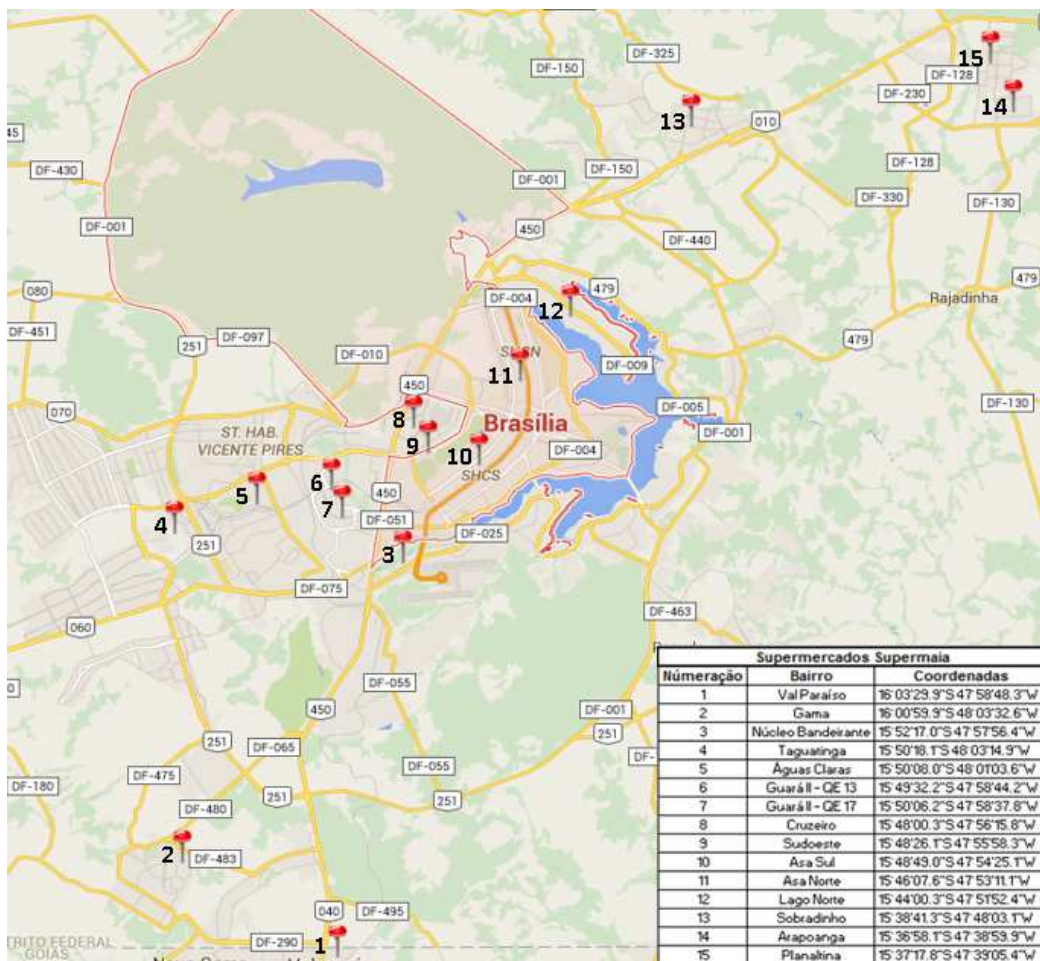 DF-325
15
DF-150
DF-128
DF-230
14
13
010
45
DF-150
DF-128
DF-430
DF-001
DF-330
DF-130
DF-001
450
DF-440
479
080
DF-004
479
12
Rajadinha
DF-451
DF-097
251
DF-010
11
479
DF-009
450
8
070
Brasília
DF-005
DF-130
ST. HAB.
VICENTE PIRES
9
10
DF-004
DF-001
6
SHCS
5
7
450
4
DF-051
DF-025
251
3
DF-075
DF-463
060
DF-055
450
DF-001
251
251
DF-065
DF-475
DF-055
DF-180
251
DF-480
2
DF-483
040
DF-495
1
DF-290
GOIÁS
Supermercados Supermaia
Númeração Bairro Coordenadas
1 Val Paraíso 16°03'29.9"S 47°58'48.3"W
2 Gama 16°00'59.9"S 48°03'32.6"W
3 Núcleo Bandeirante 15°52'17.0"S 47°57'56.4"W
4 Taguatinga 15°50'18.1"S 48°03'14.9"W
5 Águas Claras 15°50'08.0"S 48°01'03.6"W
6 Guará II - QE 13 15°49'32.2"S 47°58'44.2"W
7 Guará II - QE 17 15°50'06.2"S 47°58'37.8"W
8 Cruzeiro 15°48'00.3"S 47°56'15.8"W
9 Sudoeste 15°48'26.1"S 47°55'58.3"W
10 Asa Sul 15°48'49.0"S 47°54'25.1"W
11 Asa Norte 15°46'07.6"S 47°53'11.1"W
12 Lago Norte 15°44'00.3"S 47°51'52.4"W
13 Sobradinho 15°38'41.3"S 47°48'03.1"W
14 Arapoanga 15°36'58.1"S 47°38'59.9"W
15 Planaltina 15°37'17.8"S 47°39'05.4"W